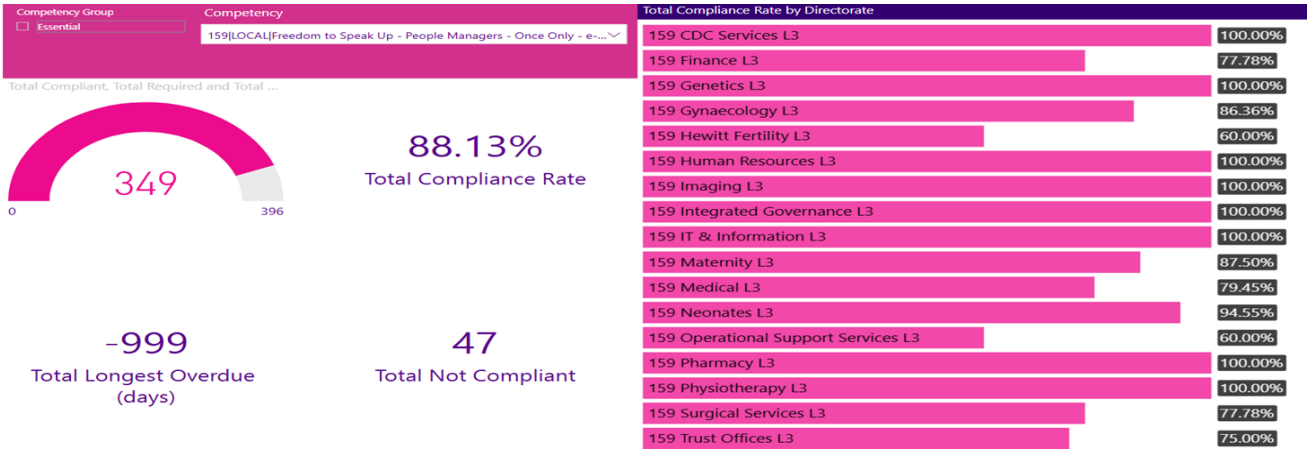 Competency Group
Essential
Competency
159|LOCAL|Freedom to Speak Up - People Managers - Once Only - e-...
Total Compliant, Total Required and Total ...
349
0
396
88.13%
Total Compliance Rate
-999
Total Longest Overdue
(days)
47
Total Not Compliant
Total Compliance Rate by Directorate
159 CDC Services L3 100.00%
159 Finance L3 77.78%
159 Genetics L3 100.00%
159 Gynaecology L3 86.36%
159 Hewitt Fertility L3 60.00%
159 Human Resources L3 100.00%
159 Imaging L3 100.00%
159 Integrated Governance L3 100.00%
159 IT & Information L3 100.00%
159 Maternity L3 87.50%
159 Medical L3 79.45%
159 Neonates L3 94.55%
159 Operational Support Services L3 60.00%
159 Pharmacy L3 100.00%
159 Physiotherapy L3 100.00%
159 Surgical Services L3 77.78%
159 Trust Offices L3 75.00%